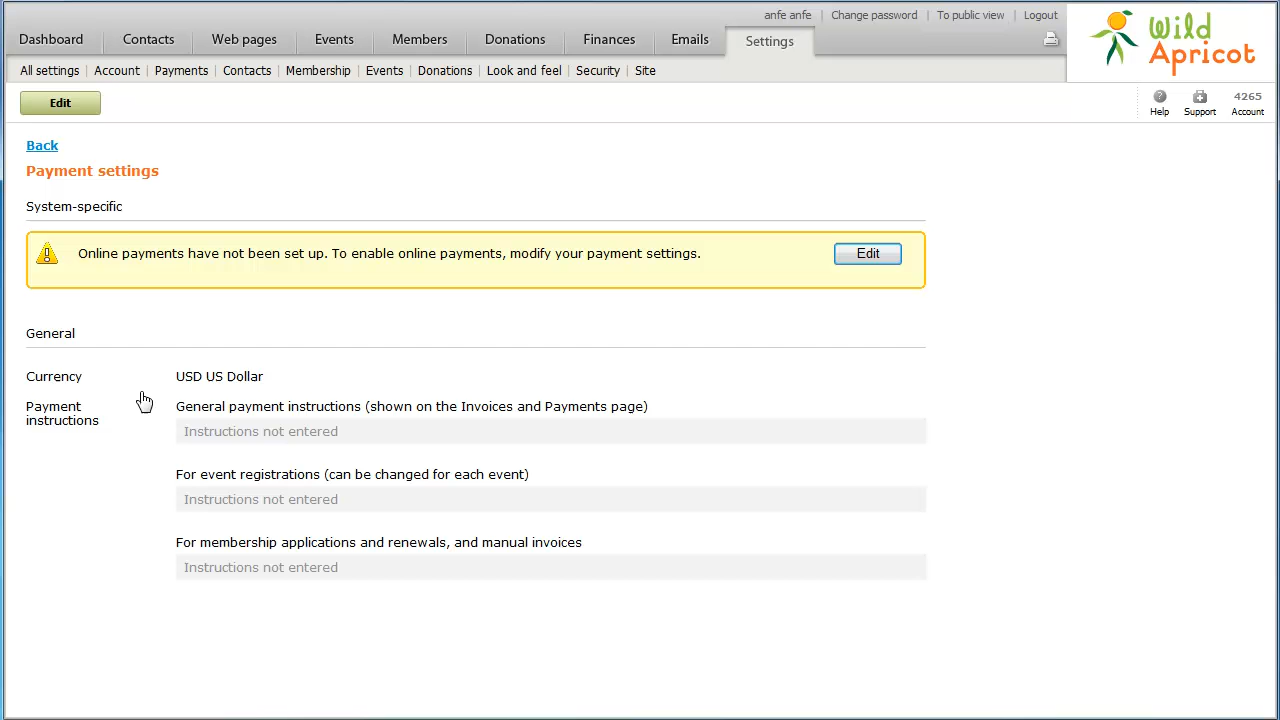 anfe anfe | Change password | To public view | Logout
Dashboard Contacts Web pages Events Members Donations Finances Emails Settings
Wild Apricot
All settings | Account | Payments | Contacts | Membership | Events | Donations | Look and feel | Security | Site
Edit
Help Support 4265 Account
Back
Payment settings
System-specific
Online payments have not been set up. To enable online payments, modify your payment settings.
Edit
General
Currency USD US Dollar
Payment instructions
General payment instructions (shown on the Invoices and Payments page)
Instructions not entered
For event registrations (can be changed for each event)
Instructions not entered
For membership applications and renewals, and manual invoices
Instructions not entered